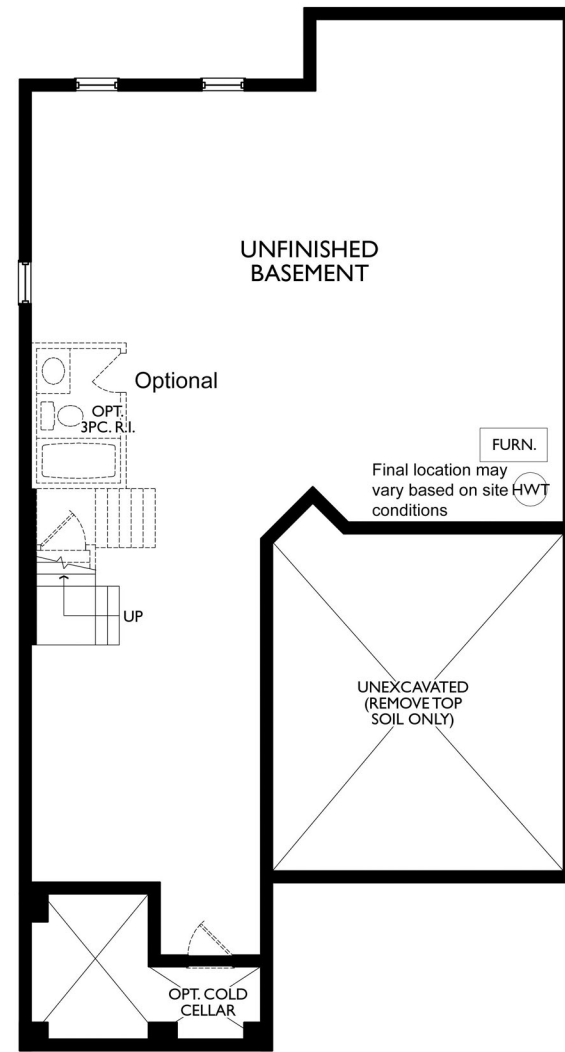 UNFINISHED
BASEMENT
Optional
OPT.
3PC. R.I.
FURN.
Final location may
vary based on site
conditions
HWT
UP
UNEXCAVATED
(REMOVE TOP
SOIL ONLY)
OPT. COLD
CELLAR